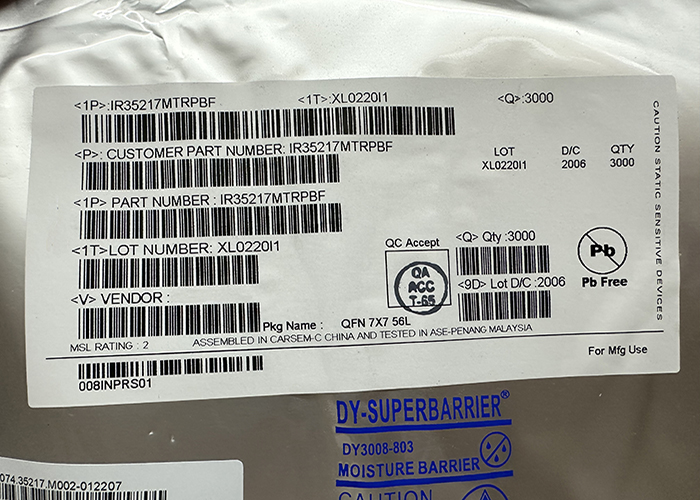 <1P>:IR35217MTRPBF <1T>:XL0220I1 <Q>:3000
<P>: CUSTOMER PART NUMBER: IR35217MTRPBF
LOT D/C QTY
XL0220I1 2006 3000
<1P> PART NUMBER : IR35217MTRPBF
<1T>LOT NUMBER: XL0220I1
QC Accept
QA
ACC
T-65
<Q> Qty :3000
Pb
Pb Free
<9D> Lot D/C :2006
<V> VENDOR :
Pkg Name : QFN 7X7 56L
MSL RATING : 2 ASSEMBLED IN CARSEM-C CHINA AND TESTED IN ASE-PENANG MALAYSIA
For Mfg Use
008INPRS01
CAUTION STATIC SENSITIVE DEVICES
DY-SUPERBARRIER®
DY3008-803
MOISTURE BARRIER
CAUTION
074.35217.M002-012207